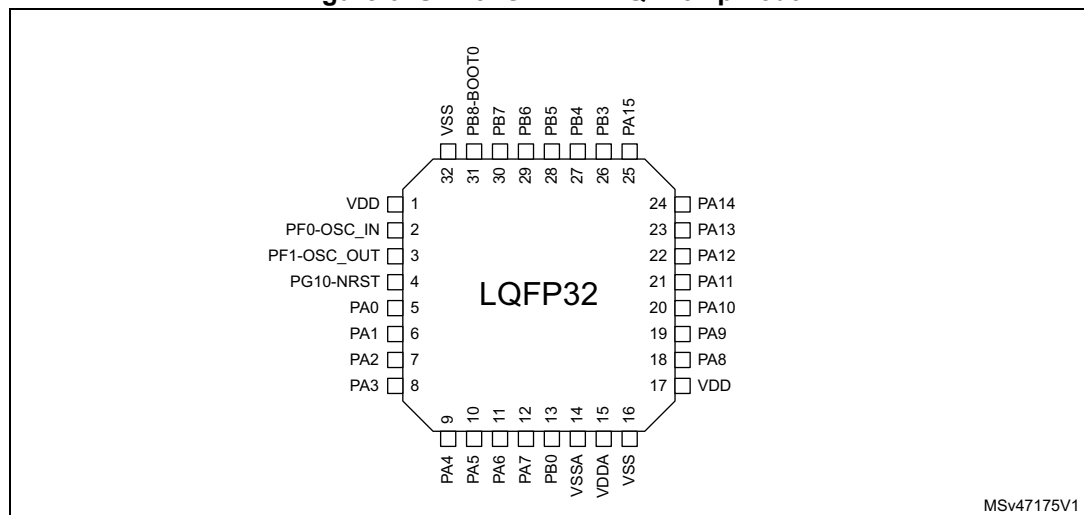 VSS
PB8-BOOT0
PB7
PB6
PB5
PB4
PB3
PA15
32
31
30
29
28
27
26
25
VDD 1
PF0-OSC_IN 2
PF1-OSC_OUT 3
PG10-NRST 4
PA0 5
PA1 6
PA2 7
PA3 8
LQFP32
24 PA14
23 PA13
22 PA12
21 PA11
20 PA10
19 PA9
18 PA8
17 VDD
9
10
11
12
13
14
15
16
PA4
PA5
PA6
PA7
PB0
VSSA
VDDA
VSS
MSv47175V1